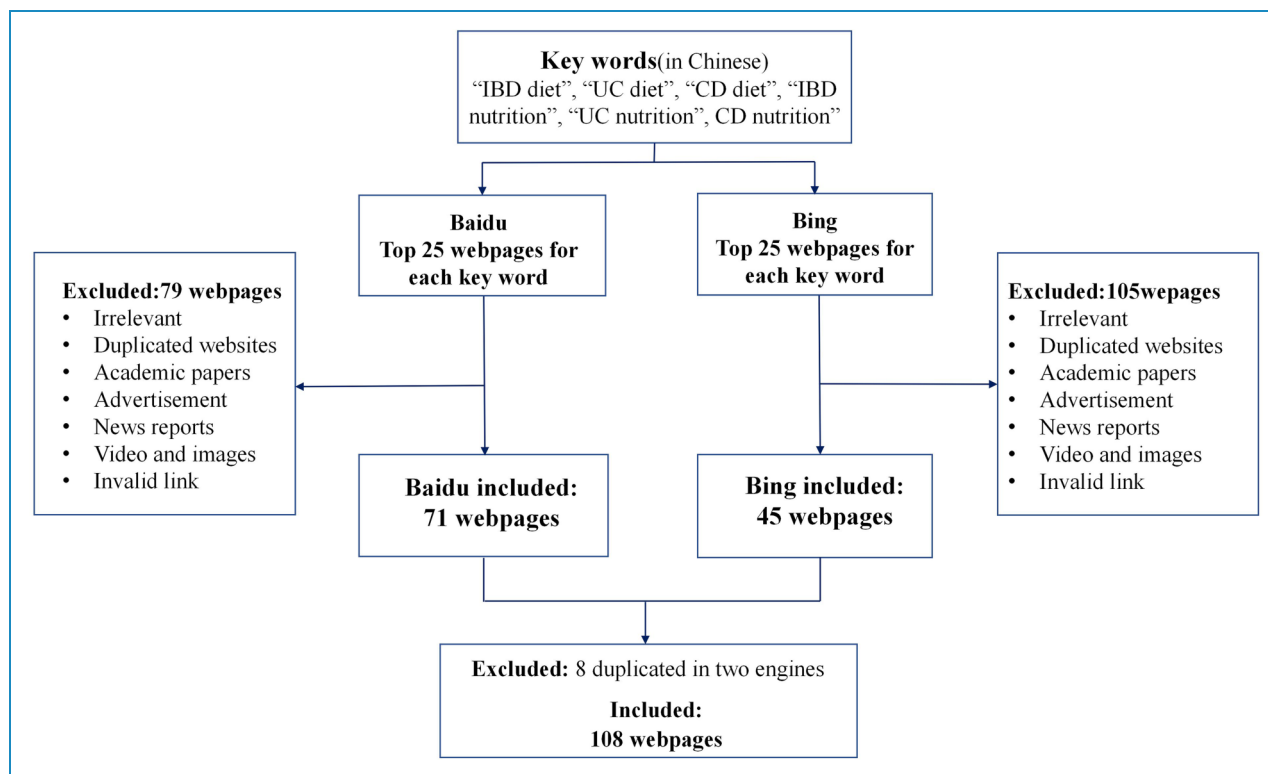 Key words(in Chinese)
“IBD diet”, “UC diet”, “CD diet”, “IBD
nutrition”, “UC nutrition”, CD nutrition”
Baidu
Top 25 webpages for
each key word
Bing
Top 25 webpages for
each key word
Excluded:79 webpages
• Irrelevant
• Duplicated websites
• Academic papers
• Advertisement
• News reports
• Video and images
• Invalid link
Excluded:105wepages
• Irrelevant
• Duplicated websites
• Academic papers
• Advertisement
• News reports
• Video and images
• Invalid link
Baidu included:
71 webpages
Bing included:
45 webpages
Excluded: 8 duplicated in two engines
Included:
108 webpages